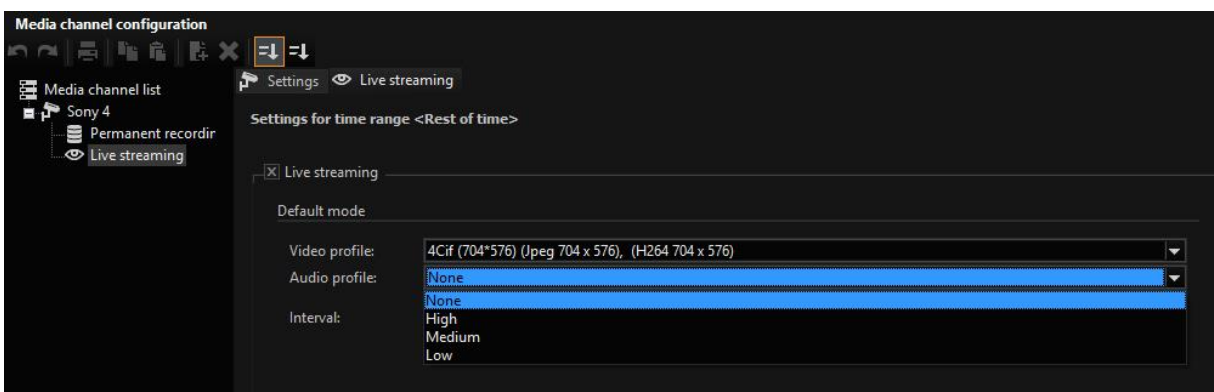 Media channel configuration
Media channel list
Sony 4
Permanent recordir
Live streaming
Settings
Live streaming
Settings for time range <Rest of time>
Live streaming
Default mode
Video profile: 4Cif (704*576) (Jpeg 704 x 576), (H264 704 x 576)
Audio profile: None
None
Interval: High
Medium
Low